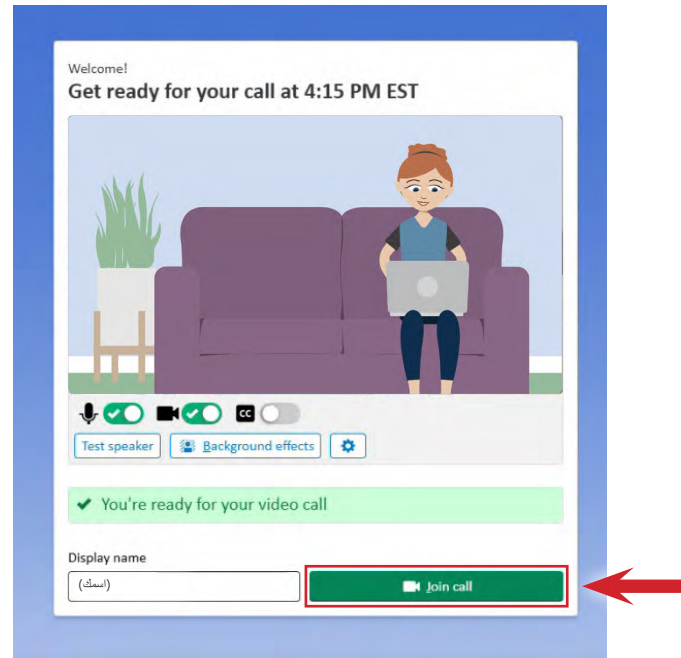 Welcome!
Get ready for your call at 4:15 PM EST
CC
Test speaker
Background effects
You're ready for your video call
Display name
(اسمك)
Join call